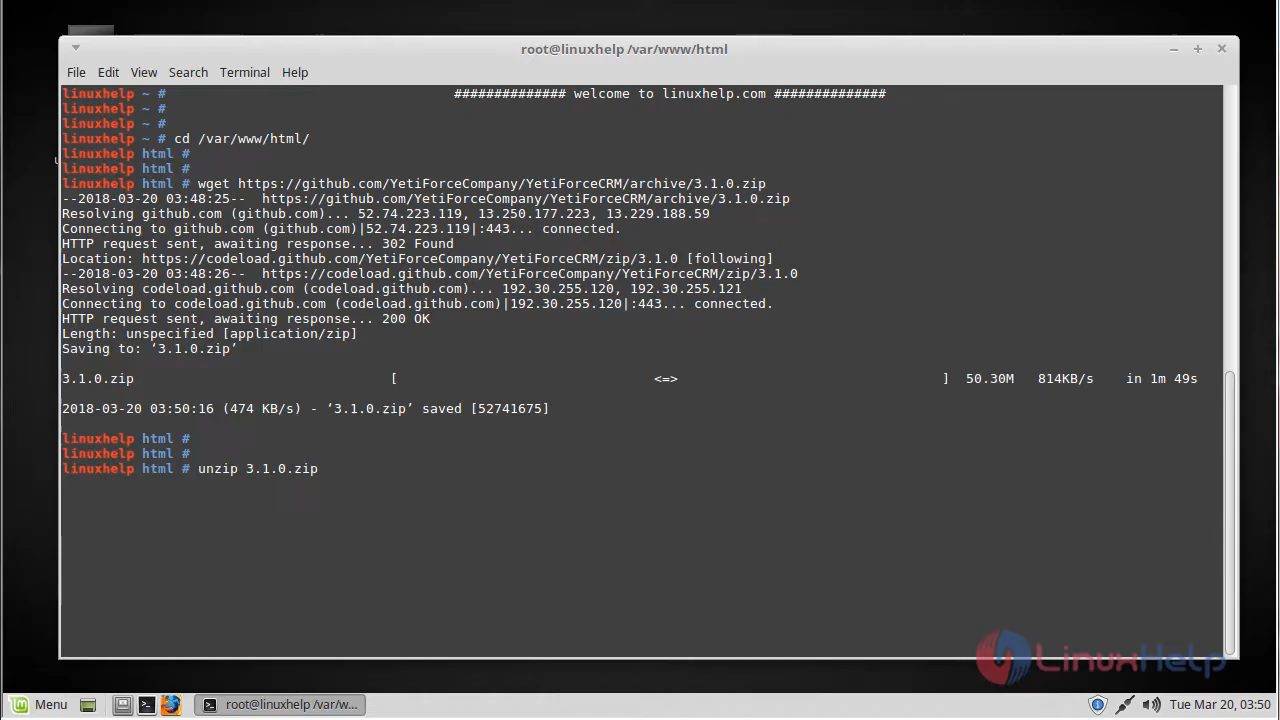 root@linuxhelp /var/www/html
File Edit View Search Terminal Help
linuxhelp ~ # ############## welcome to linuxhelp.com ##############
linuxhelp ~ #
linuxhelp ~ #
linuxhelp ~ # cd /var/www/html/
linuxhelp html #
linuxhelp html #
linuxhelp html # wget https://github.com/YetiForceCompany/YetiForceCRM/archive/3.1.0.zip
--2018-03-20 03:48:25-- https://github.com/YetiForceCompany/YetiForceCRM/archive/3.1.0.zip
Resolving github.com (github.com)... 52.74.223.119, 13.250.177.223, 13.229.188.59
Connecting to github.com (github.com)|52.74.223.119|:443... connected.
HTTP request sent, awaiting response... 302 Found
Location: https://codeload.github.com/YetiForceCompany/YetiForceCRM/zip/3.1.0 [following]
--2018-03-20 03:48:26-- https://codeload.github.com/YetiForceCompany/YetiForceCRM/zip/3.1.0
Resolving codeload.github.com (codeload.github.com)... 192.30.255.120, 192.30.255.121
Connecting to codeload.github.com (codeload.github.com)|192.30.255.120|:443... connected.
HTTP request sent, awaiting response... 200 OK
Length: unspecified [application/zip]
Saving to: ‘3.1.0.zip’
3.1.0.zip [ <=> ] 50.30M 814KB/s in 1m 49s
2018-03-20 03:50:16 (474 KB/s) - ‘3.1.0.zip’ saved [52741675]
linuxhelp html #
linuxhelp html #
linuxhelp html # unzip 3.1.0.zip
LinuxHelp
Menu root@linuxhelp /var/w... Tue Mar 20, 03:50